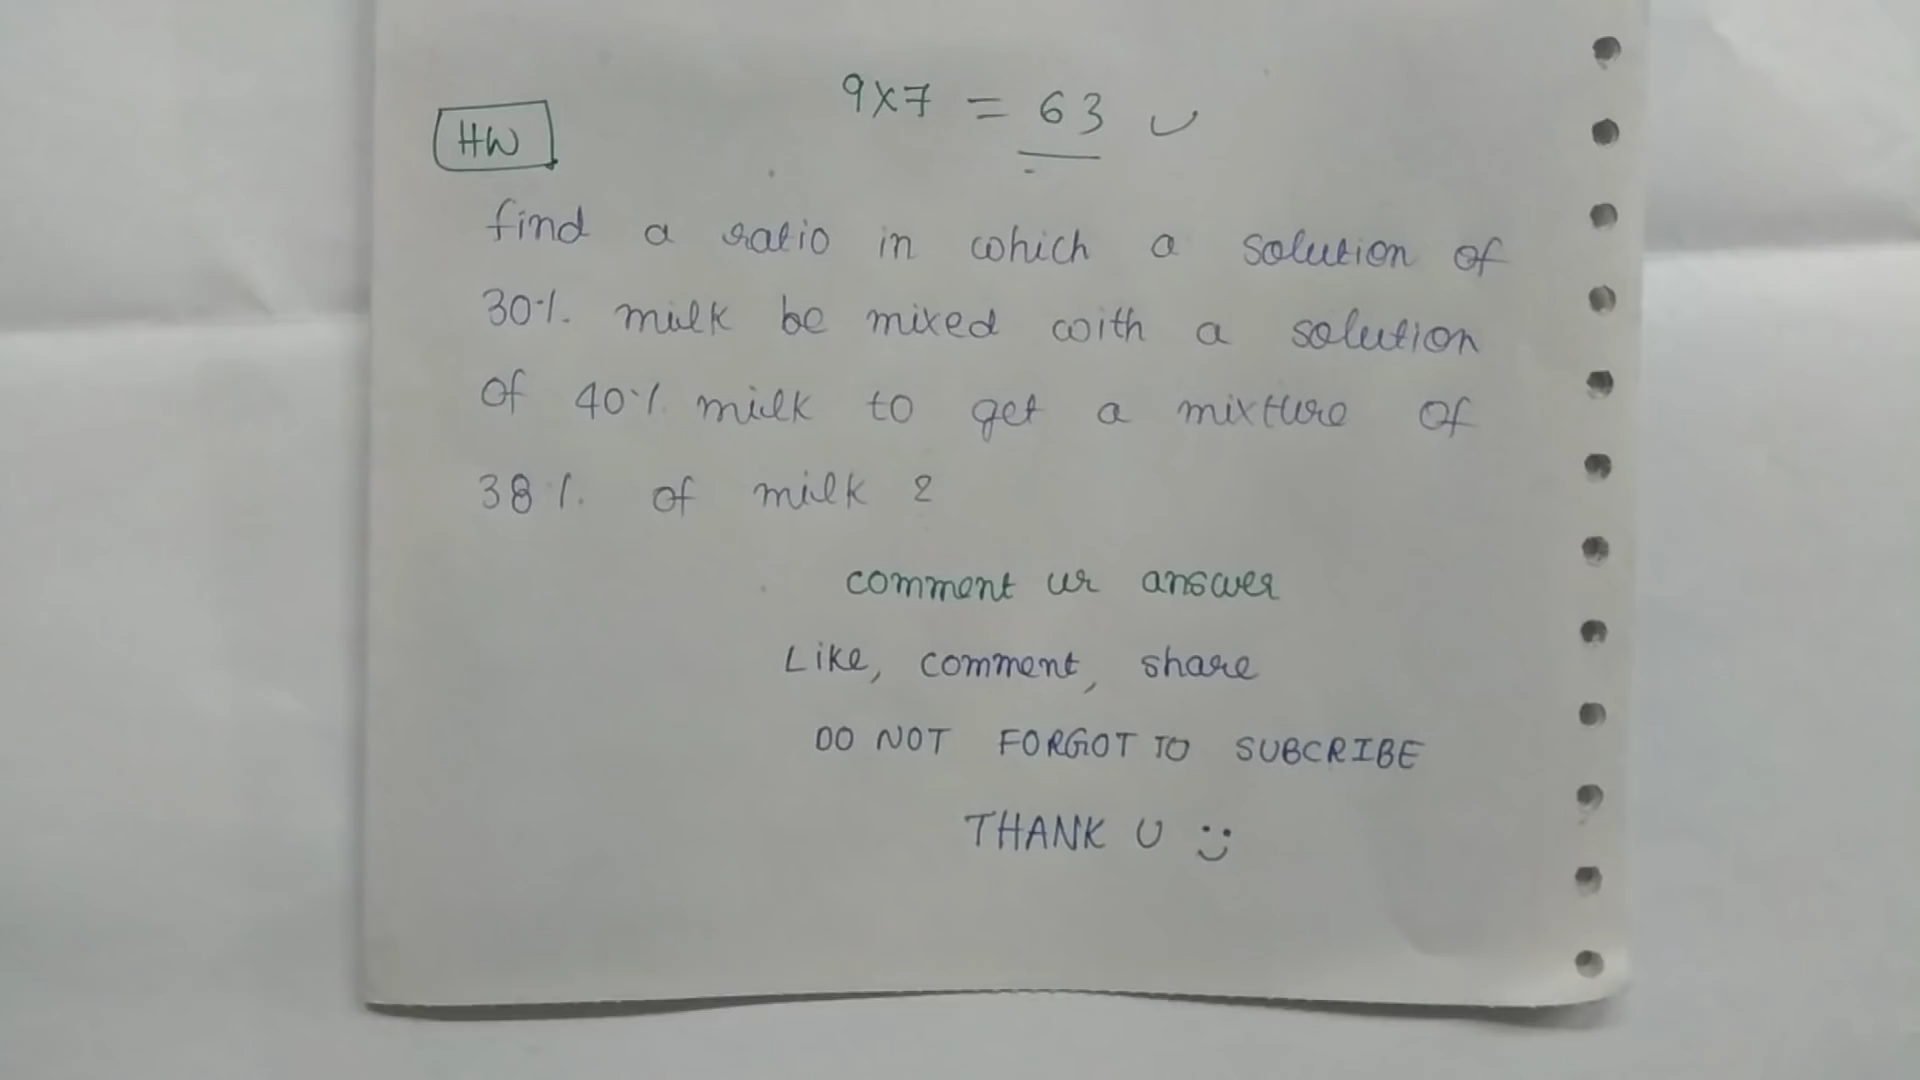 9x7 = 63
HW
find a ratio in which a solution of
30% milk be mixed with a solution
of 40% milk to get a mixture of
38% of milk ?
comment ur answer
Like, comment, share
DO NOT FORGOT TO SUBCRIBE
THANK U :)